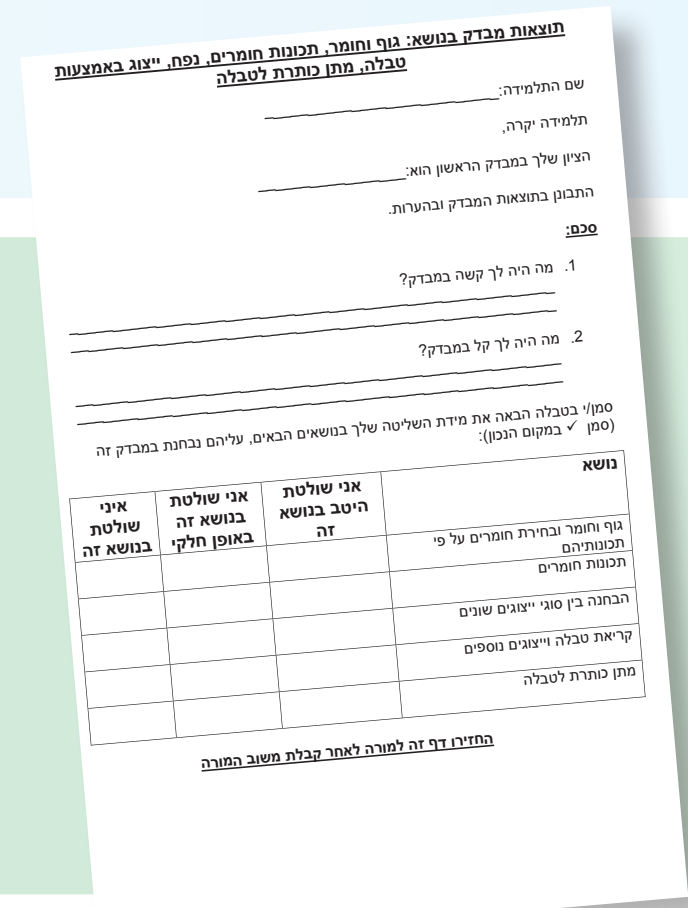 תוצאות מבדק בנושא: גוף וחומר, תכונות חומרים, נפח, ייצוג באמצעות
טבלה, מתן כותרת לטבלה
שם התלמידה:
תלמידה יקרה,
הציון שלך במבדק הראשון הוא:
התבונן בתוצאות המבדק ובהערות.
סכם:
1. מה היה לך קשה במבדק?
2. מה היה לך קל במבדק?
סמן/י בטבלה הבאה את מידת השליטה שלך בנושאים הבאים, עליהם נבחנת במבדק זה
(סמן ✓ במקום הנכון):
נושא
אני שולטת
היטב בנושא
זה
אני שולטת
בנושא זה
באופן חלקי
איני
שולטת
בנושא זה
גוף וחומר ובחירת חומרים על פי
תכונותיהם
תכונות חומרים
הבחנה בין סוגי ייצוגים שונים
קריאת טבלה וייצוגים נוספים
מתן כותרת לטבלה
החזירו דף זה למורה לאחר קבלת משוב המורה